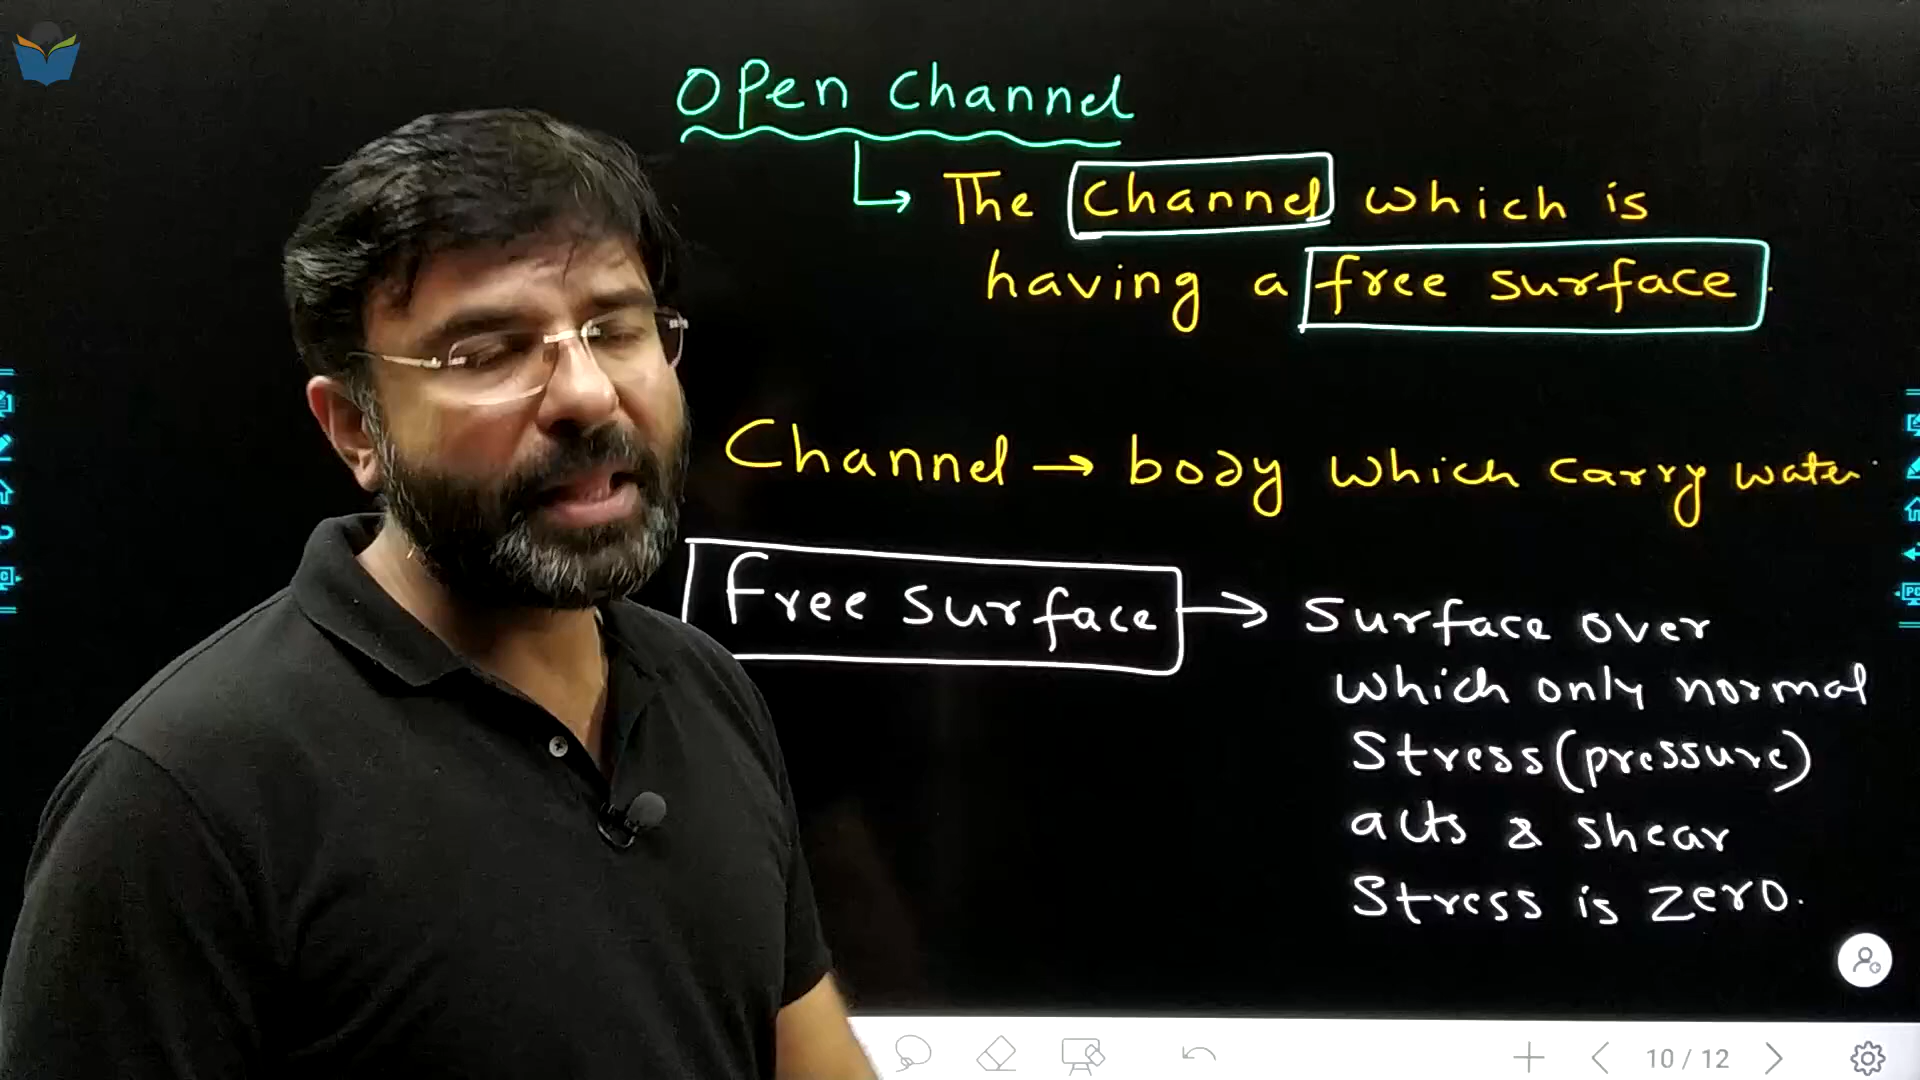 Open Channel
The Channel which is
having a free surface.
Channel → body which carry water.
Free surface → Surface over
which only normal
Stress (pressure)
acts & shear
Stress is zero.
10 / 12